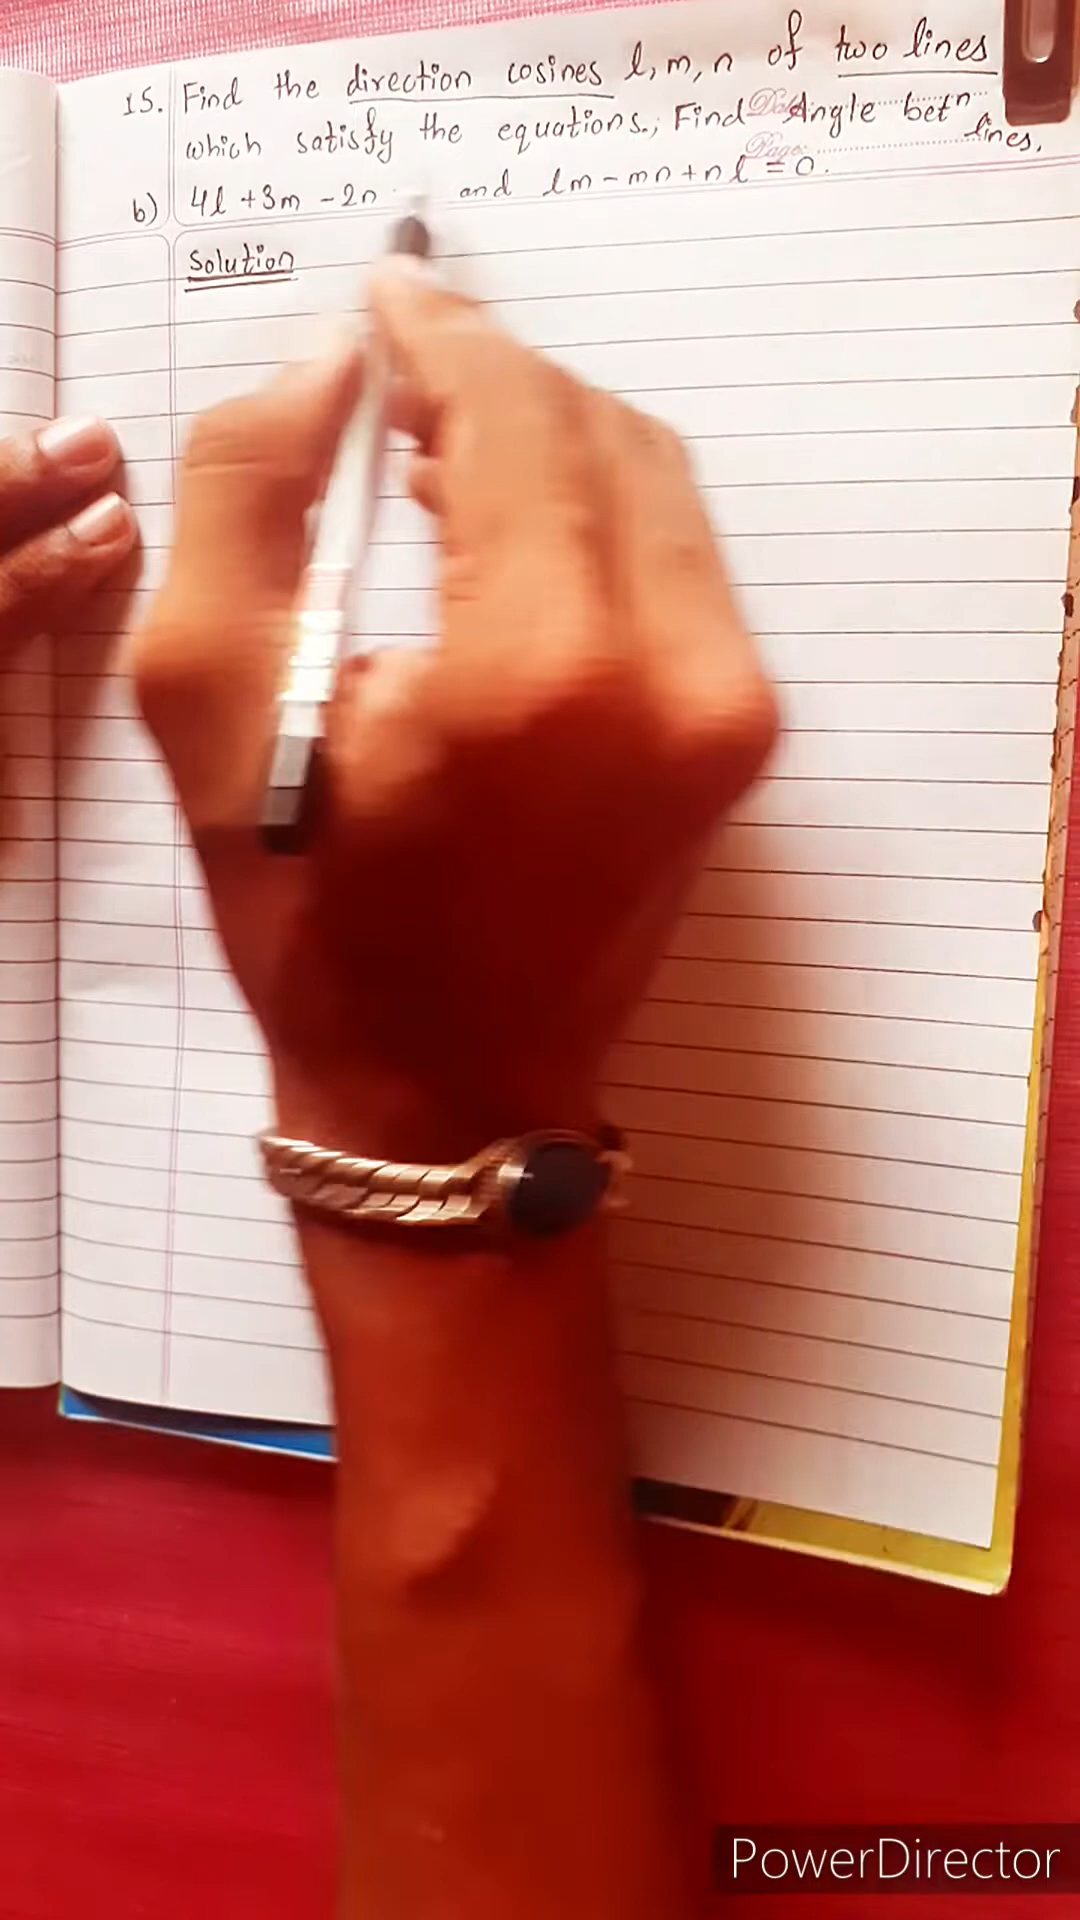 15. Find the direction cosines l, m, n of two lines
which satisfy the equations., Find Angle betn lines.
b) 4l + 3m - 2n and lm - mn + nl = 0.
Solution
PowerDirector